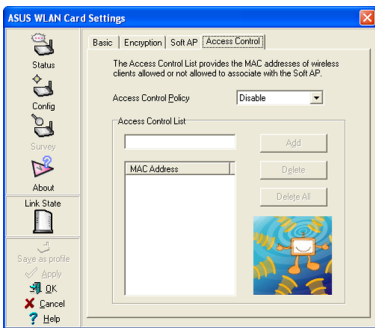 ASUS WLAN Card Settings
Status
Config
Survey
About
Link State
Save as profile
Apply
OK
Cancel
Help
Basic Encryption Soft AP Access Control
The Access Control List provides the MAC addresses of wireless
clients allowed or not allowed to associate with the Soft AP.
Access Control Policy Disable
Access Control List
Add
MAC Address
Delete
Delete All